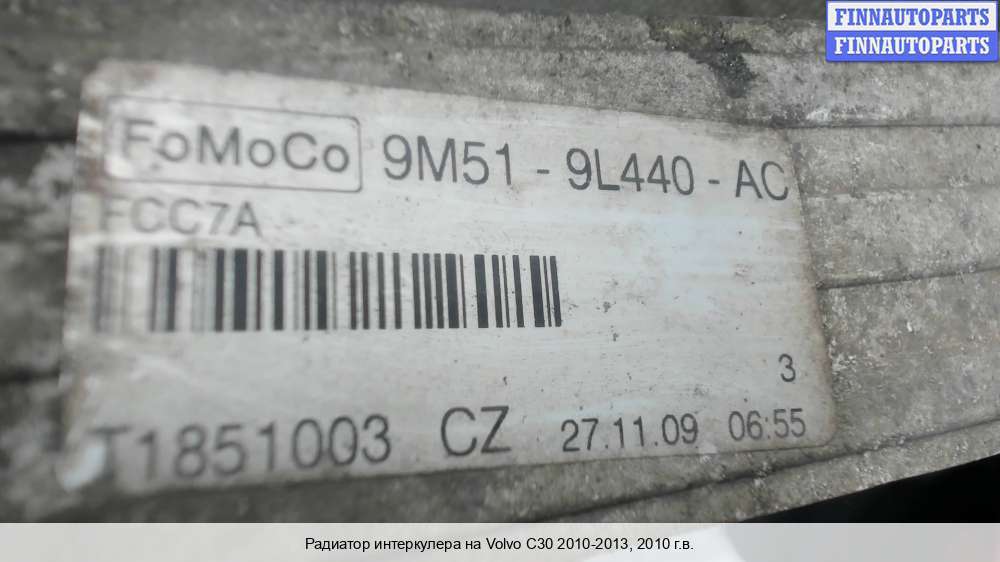 FINNAUTOPARTS
FINNAUTOPARTS
FoMoCo 9M51 - 9L440 - AC
FCC7A
3
T1851003 CZ 27.11.09 06:55
Радиатор интеркулера на Volvo C30 2010-2013, 2010 г.в.